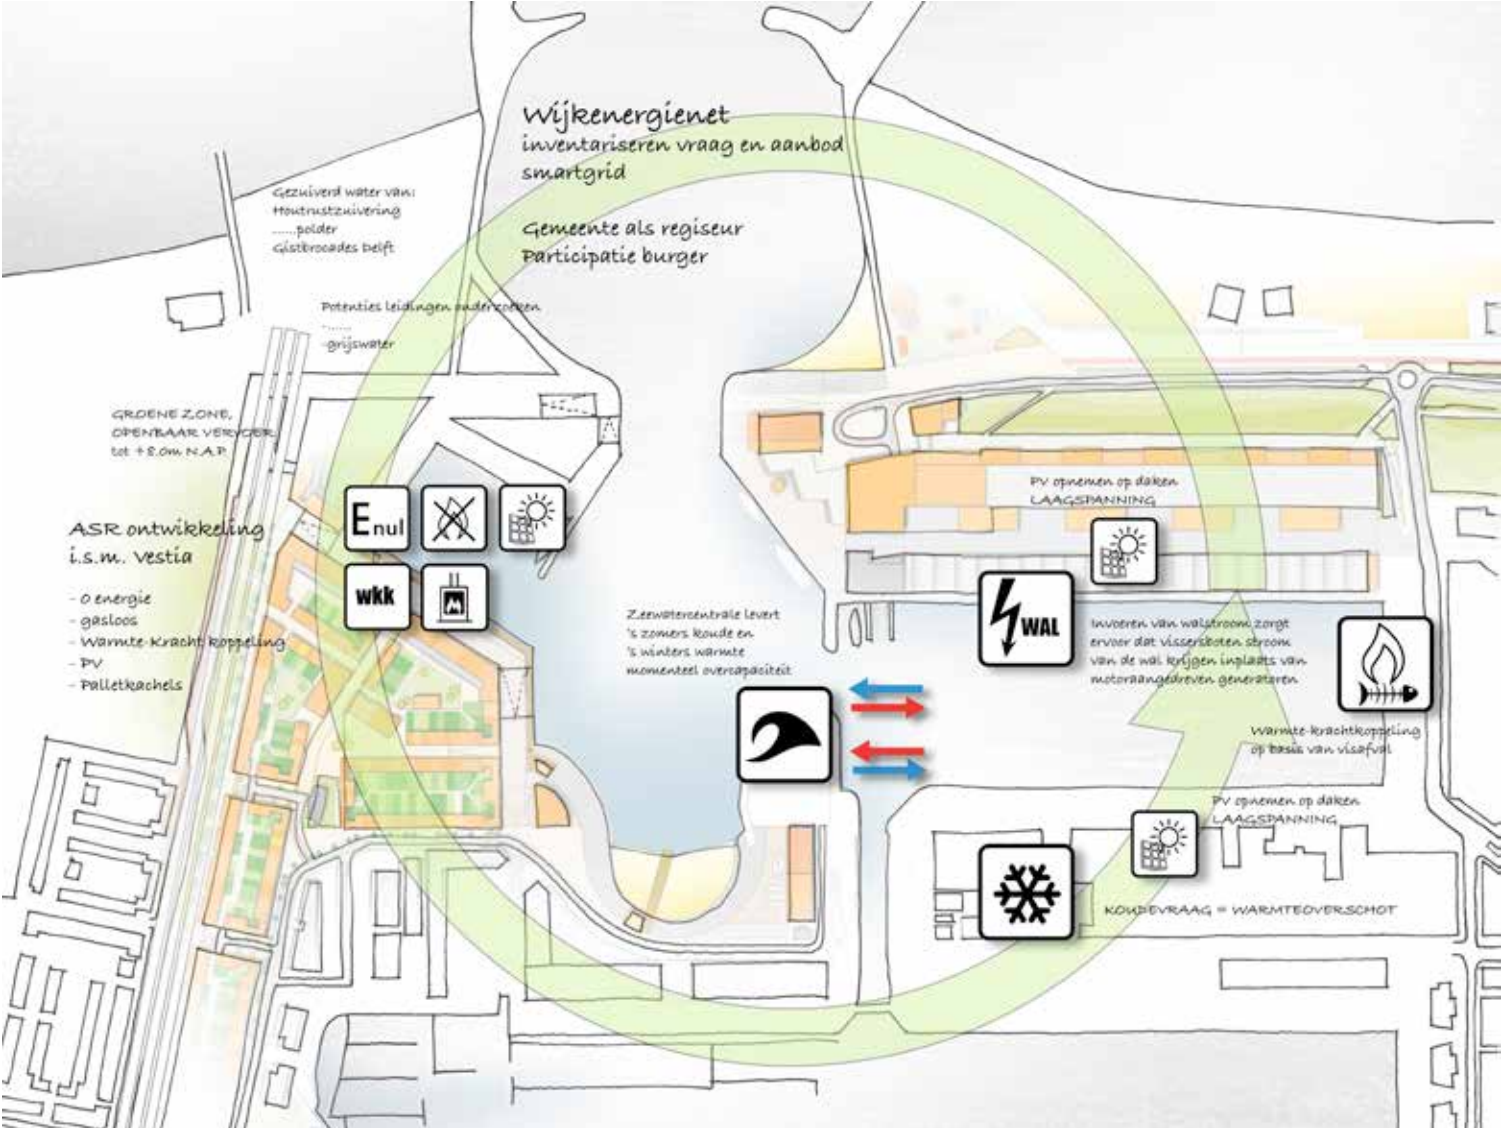 Wijkenergienet
inventariseren vraag en aanbod
smartgrid
Gemeente als regiseur
Participatie burger
Gezuiverd water van:
Houtrustzuivering
......polder
Gistbrocades Delft
Potenties leidingen onderzoeken
-......
-grijswater
GROENE ZONE,
OPENBAAR VERVOER
tot +8.0m N.A.P.
ASR ontwikkeling
i.s.m. Vestia
- 0 energie
- gasloos
- Warmte-Kracht koppeling
- PV
- Palletkachels
Enul
wkk
Zeewatercentrale levert
's zomers koude en
's winters warmte
momenteel overcapaciteit
PV opnemen op daken
LAAGSPANNING
WAL
Invoeren van walstroom zorgt
ervoor dat vissersboten stroom
van de wal krijgen inplaats van
motoraangedreven generatoren
Warmte-krachtkoppeling
op basis van visafval
PV opnemen op daken
LAAGSPANNING
KOUDEVRAAG = WARMTEOVERSCHOT